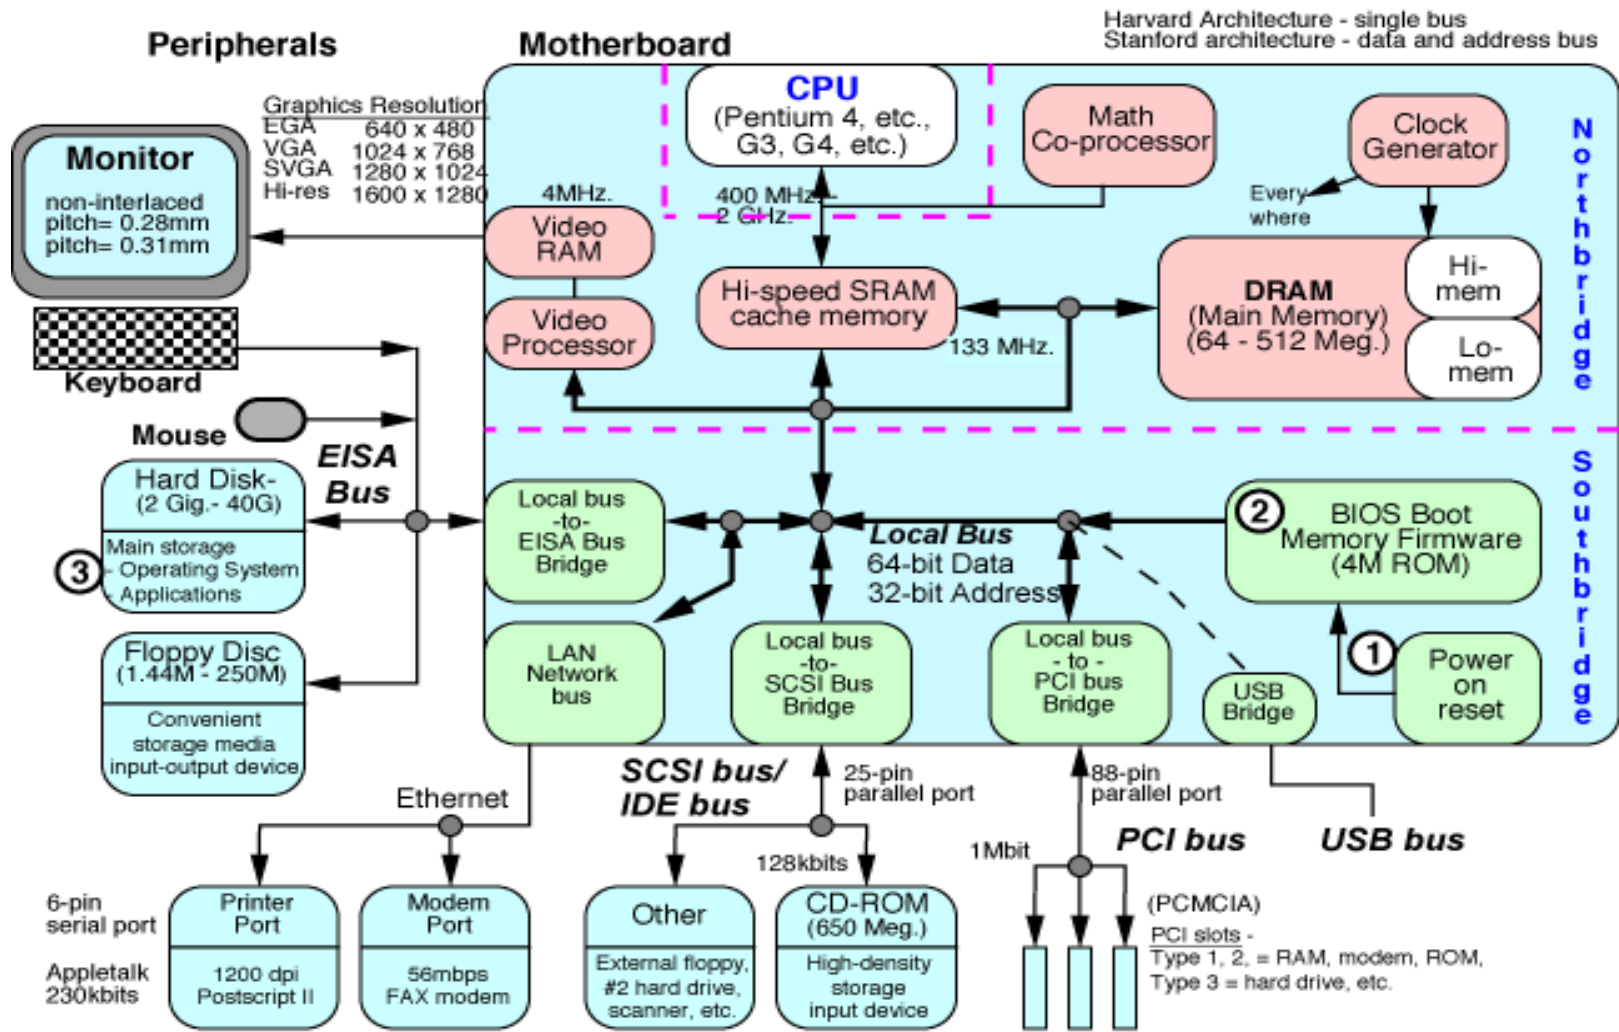 Peripherals
Motherboard
Harvard Architecture - single bus
Stanford architecture - data and address bus
Graphics Resolution
EGA 640 x 480
VGA 1024 x 768
SVGA 1280 x 1024
Hi-res 1600 x 1280
Monitor
non-interlaced
pitch= 0.28mm
pitch= 0.31mm
Keyboard
Mouse
EISA
Bus
Hard Disk-
(2 Gig.- 40G)
3
Main storage
- Operating System
- Applications
Floppy Disc
(1.44M - 250M)
Convenient
storage media
input-output device
CPU
(Pentium 4, etc.,
G3, G4, etc.)
400 MHz. -
2 GHz.
Math
Co-processor
Clock
Generator
Every
where
4MHz.
Video
RAM
Video
Processor
Hi-speed SRAM
cache memory
133 MHz.
DRAM
(Main Memory)
(64 - 512 Meg.)
Hi-
mem
Lo-
mem
Northbridge
Southbridge
Local bus
-to-
EISA Bus
Bridge
Local Bus
64-bit Data
32-bit Address
2
BIOS Boot
Memory Firmware
(4M ROM)
LAN
Network
bus
Local bus
-to-
SCSI Bus
Bridge
Local bus
- to -
PCI bus
Bridge
USB
Bridge
1
Power
on
reset
Ethernet
SCSI bus/
IDE bus
25-pin
parallel port
88-pin
parallel port
PCI bus
USB bus
128kbits
1Mbit
6-pin
serial port
Appletalk
230kbits
Printer
Port
1200 dpi
Postscript II
Modem
Port
56mbps
FAX modem
Other
External floppy,
#2 hard drive,
scanner, etc.
CD-ROM
(650 Meg.)
High-density
storage
input device
(PCMCIA)
PCI slots -
Type 1, 2, = RAM, modem, ROM,
Type 3 = hard drive, etc.